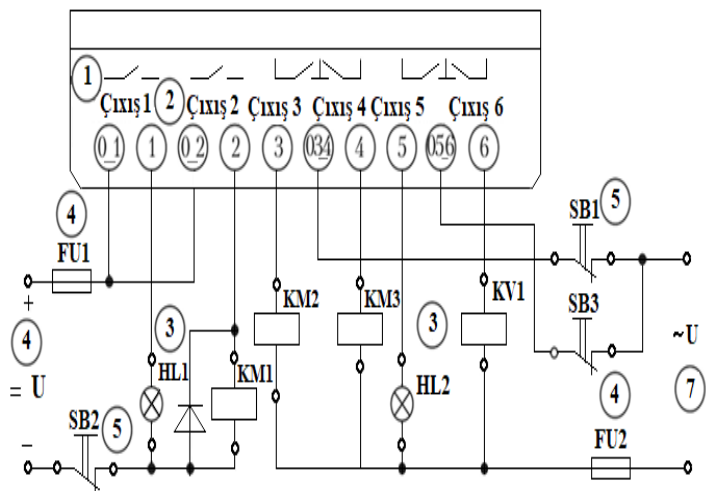 1
Çıxış 1 2 Çıxış 2 Çıxış 3 Çıxış 4 Çıxış 5 Çıxış 6
0_1 1 0_2 2 3 034 4 5 05_6 6
4
FU1
5
SB1
+
KM2
KM3
KV1
4
3
3
SB3
~U
= U
HL1
KM1
HL2
4
7
SB2
5
FU2
−